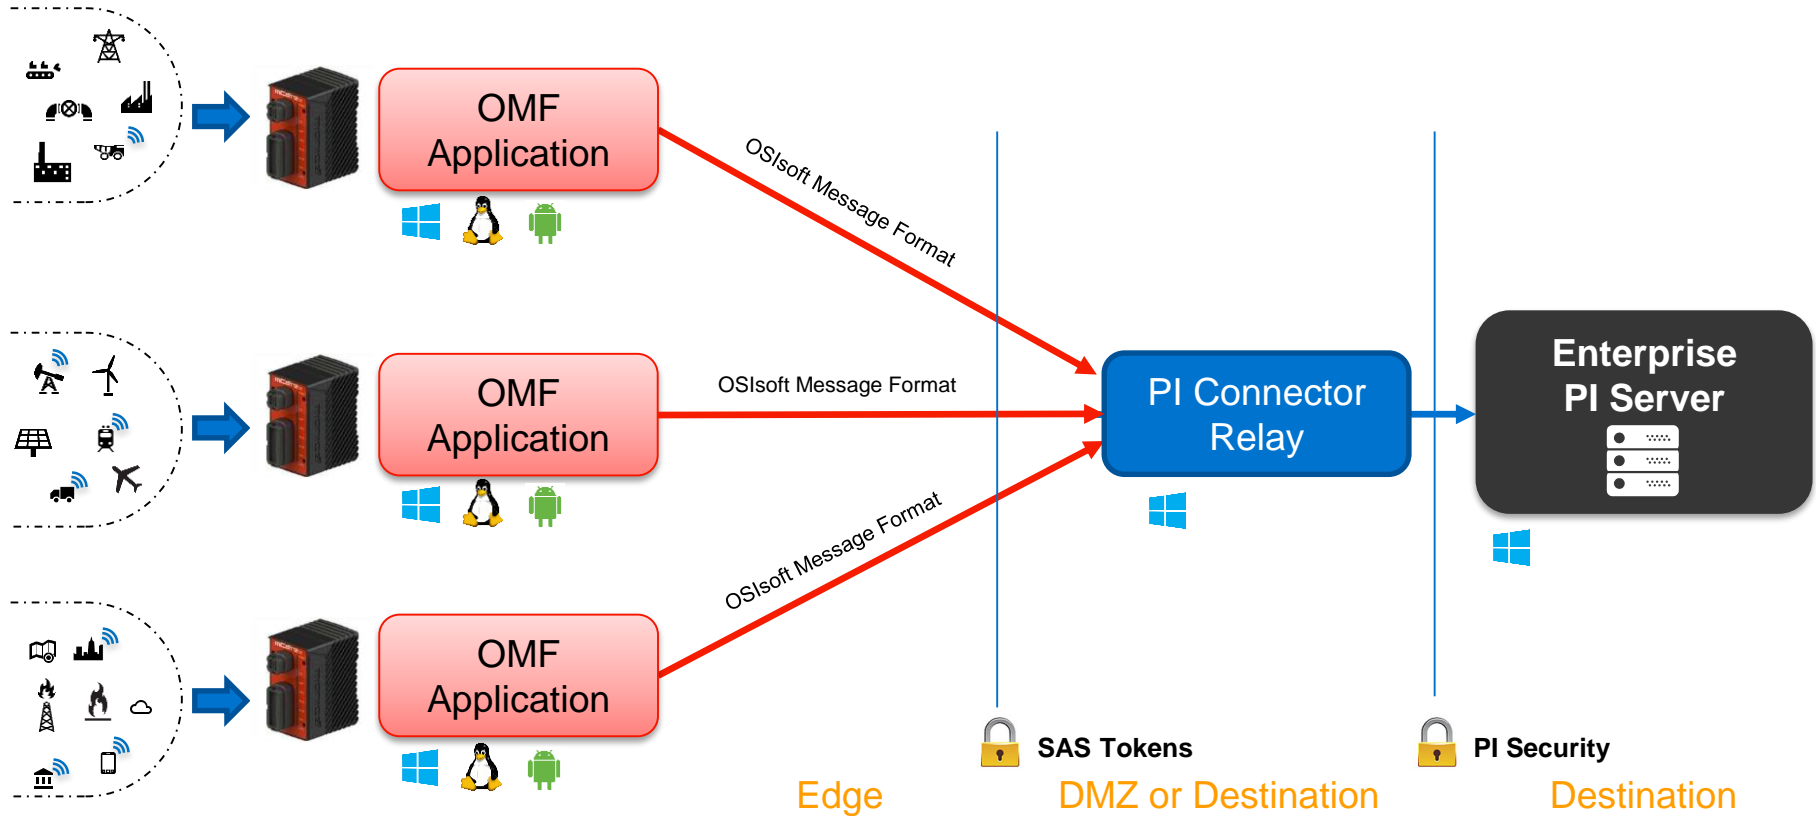 OMF
Application
OSIsoft Message Format
OMF
Application
OSIsoft Message Format
PI Connector
Relay
Enterprise
PI Server
OSIsoft Message Format
OMF
Application
SAS Tokens
PI Security
Edge
DMZ or Destination
Destination